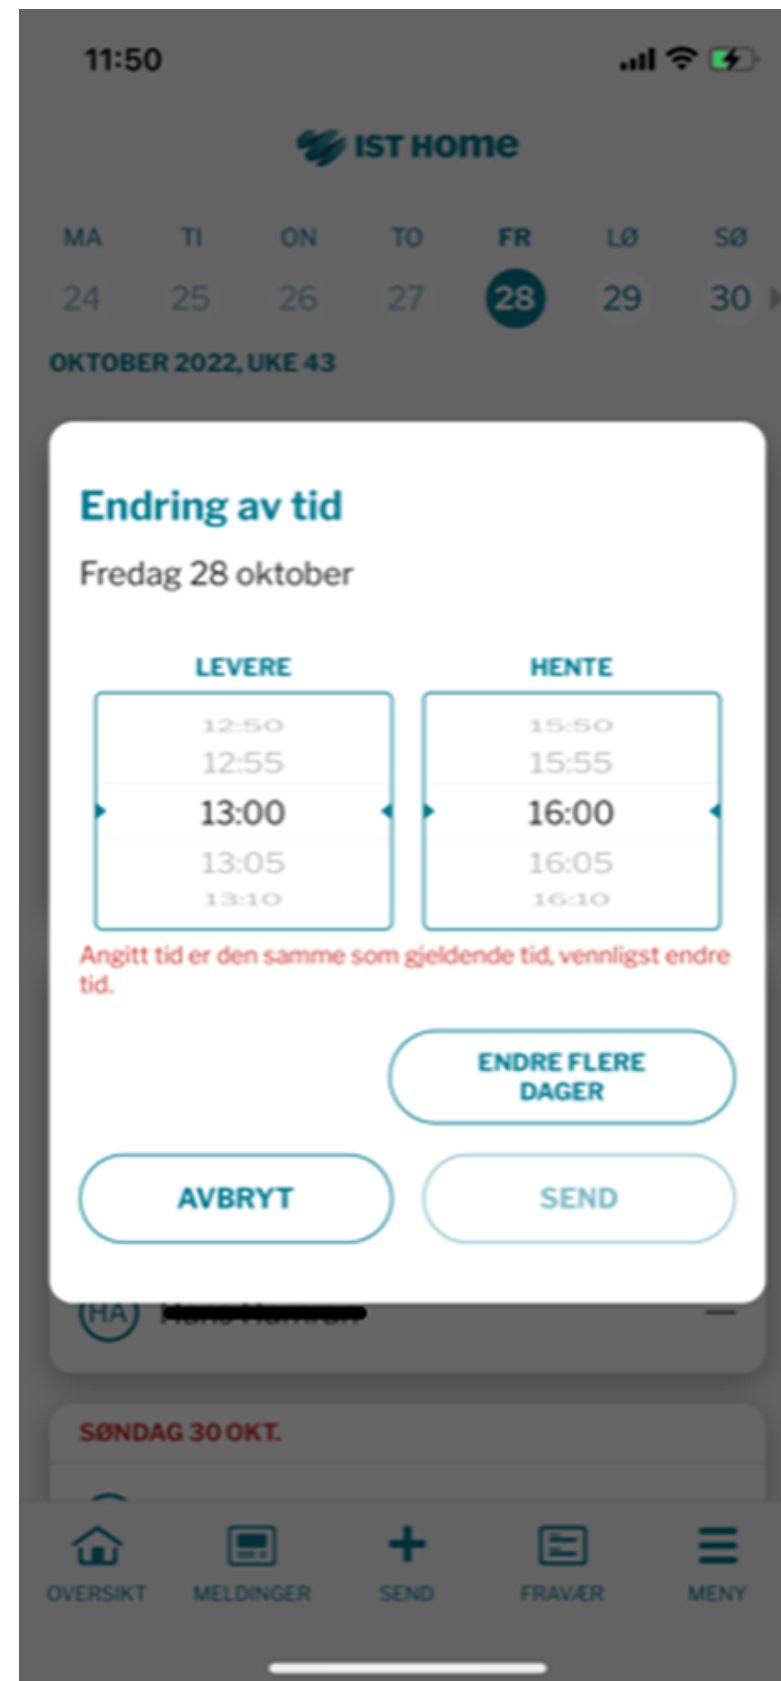 11:50
IST Home
MA TI ON TO FR LØ SØ
24 25 26 27 28 29 30
OKTOBER 2022, UKE 43
Endring av tid
Fredag 28 oktober
LEVERE HENTE
12:50 15:50
12:55 15:55
13:00 16:00
13:05 16:05
13:10 16:10
Angitt tid er den samme som gjeldende tid, vennligst endre
tid.
ENDRE FLERE
DAGER
AVBRYT SEND
HA
SØNDAG 30 OKT.
OVERSIKT MELDINGER SEND FRAVÆR MENY